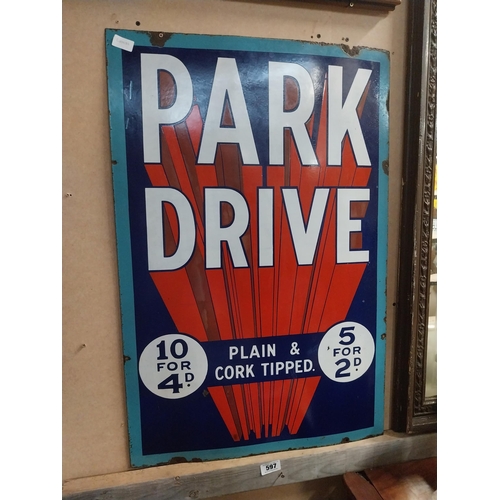 PARK
DRIVE
10
FOR
4D.
PLAIN &
CORK TIPPED.
5
FOR
2D.
597